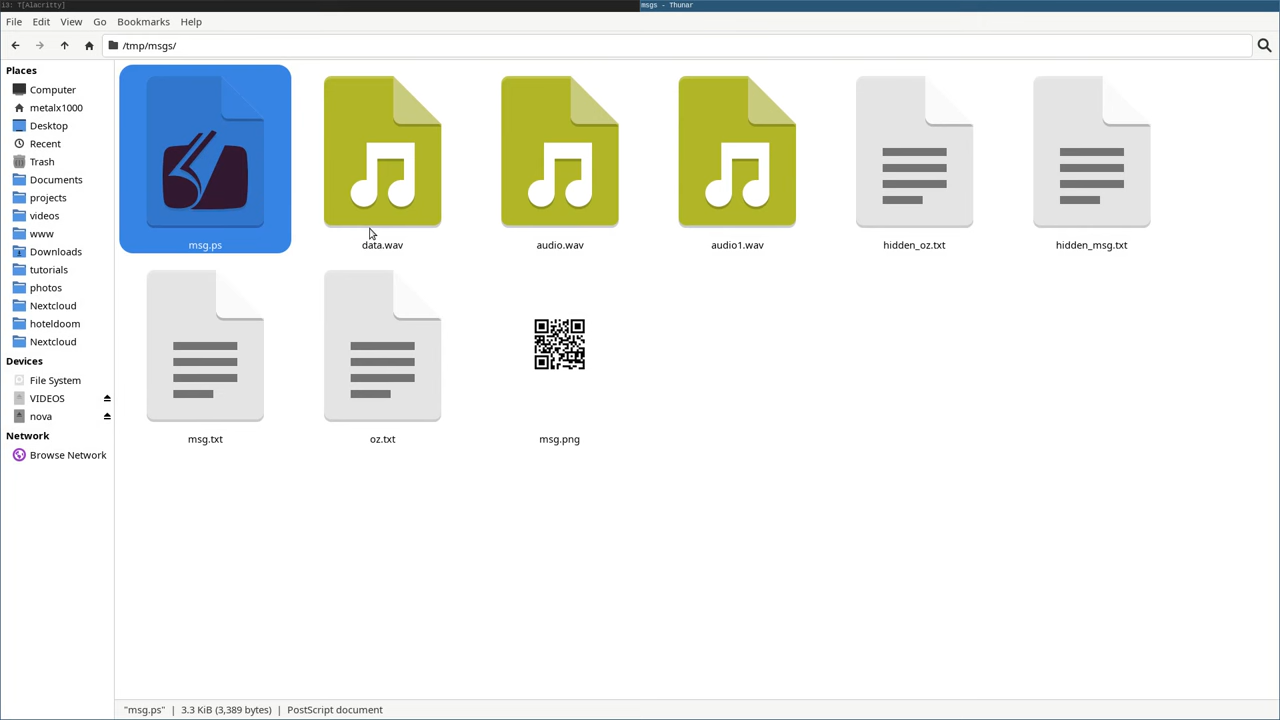 i3: T[Alacritty]
msgs - Thunar
File Edit View Go Bookmarks Help
/tmp/msgs/
Places
Computer
metalx1000
Desktop
Recent
Trash
Documents
projects
videos
www
Downloads
tutorials
photos
Nextcloud
hoteldoom
Nextcloud
Devices
File System
VIDEOS
nova
Network
Browse Network
msg.ps
data.wav
audio.wav
audio1.wav
hidden_oz.txt
hidden_msg.txt
msg.txt
oz.txt
msg.png
"msg.ps" | 3.3 KiB (3,389 bytes) | PostScript document